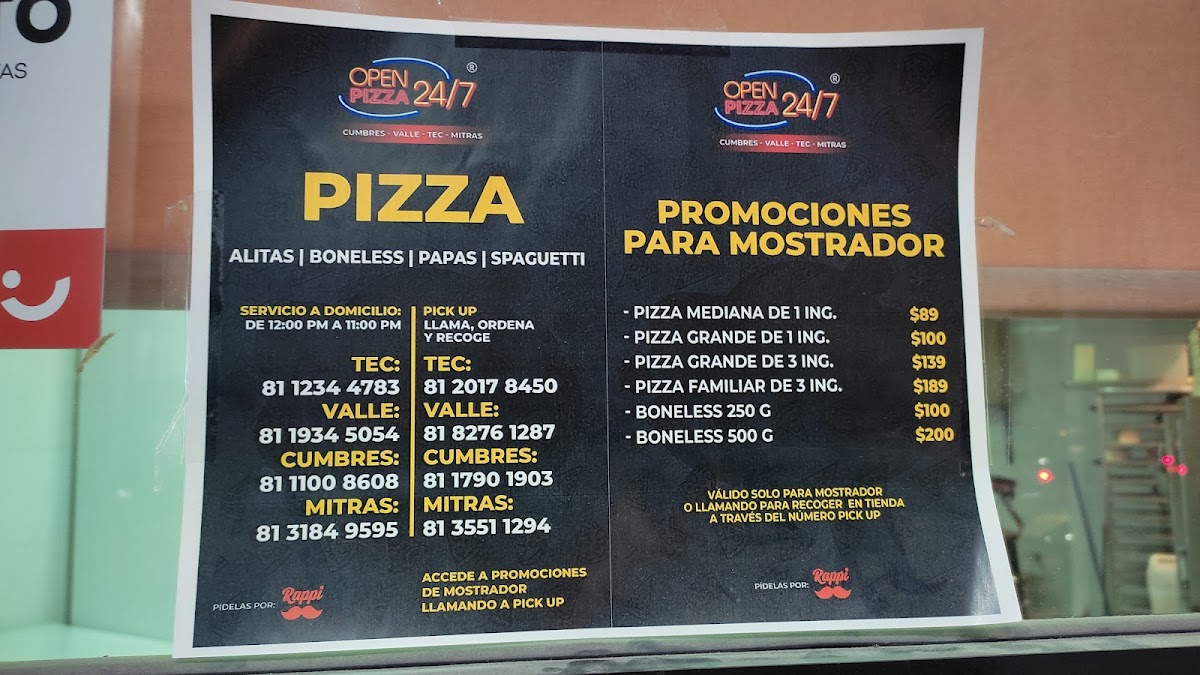 TO
AS
OPEN
PIZZA 24/7 ®
CUMBRES - VALLE - TEC - MITRAS
PIZZA
ALITAS | BONELESS | PAPAS | SPAGUETTI
SERVICIO A DOMICILIO:
DE 12:00 PM A 11:00 PM
TEC:
81 1234 4783
VALLE:
81 1934 5054
CUMBRES:
81 1100 8608
MITRAS:
81 3184 9595
PICK UP
LLAMA, ORDENA
Y RECOGE
TEC:
81 2017 8450
VALLE:
81 8276 1287
CUMBRES:
81 1790 1903
MITRAS:
81 3551 1294
PÍDELAS POR: Rappi
ACCEDE A PROMOCIONES
DE MOSTRADOR
LLAMANDO A PICK UP
OPEN
PIZZA 24/7 ®
CUMBRES - VALLE - TEC - MITRAS
PROMOCIONES
PARA MOSTRADOR
- PIZZA MEDIANA DE 1 ING. $89
- PIZZA GRANDE DE 1 ING. $100
- PIZZA GRANDE DE 3 ING. $139
- PIZZA FAMILIAR DE 3 ING. $189
- BONELESS 250 G $100
- BONELESS 500 G $200
VÁLIDO SOLO PARA MOSTRADOR
O LLAMANDO PARA RECOGER EN TIENDA
A TRAVÉS DEL NÚMERO PICK UP
PÍDELAS POR: Rappi